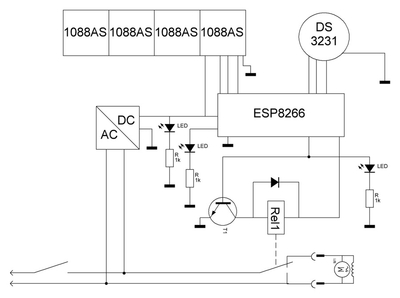 1088AS 1088AS 1088AS 1088AS
DS
3231
ESP8266
DC
AC
LED
LED
LED
R
1k
R
1k
R
1k
T1
Rel1
M